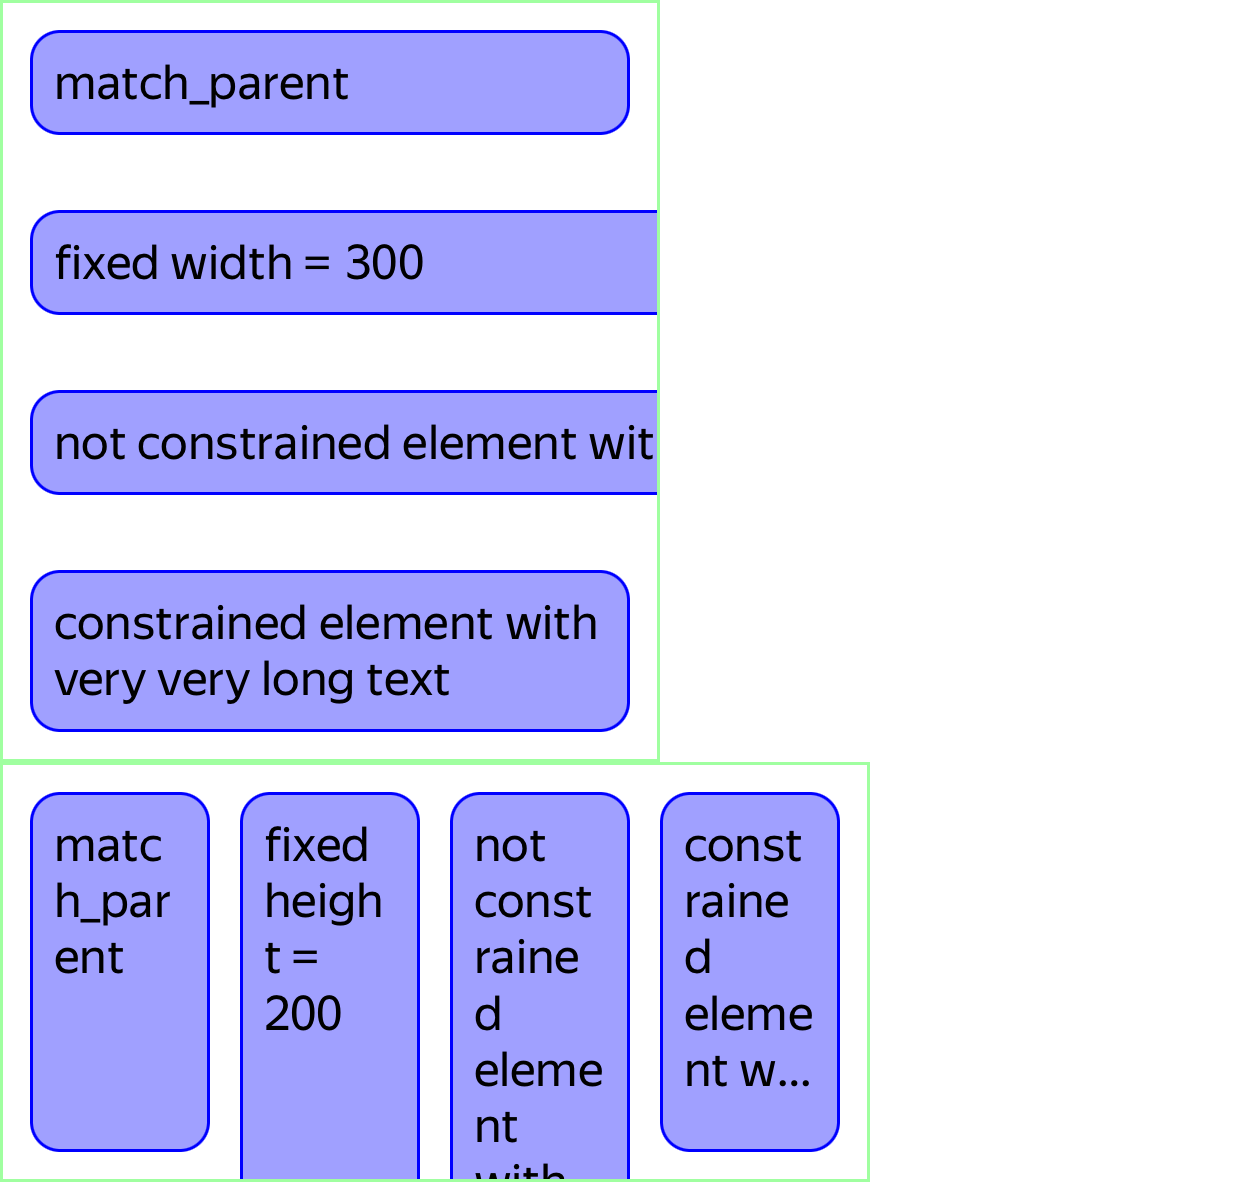 match_parent
fixed width = 300
not constrained element wit
constrained element with
very very long text
matc
h_par
ent
fixed
heigh
t =
200
not
const
raine
d
eleme
nt
with
const
raine
d
eleme
nt w...